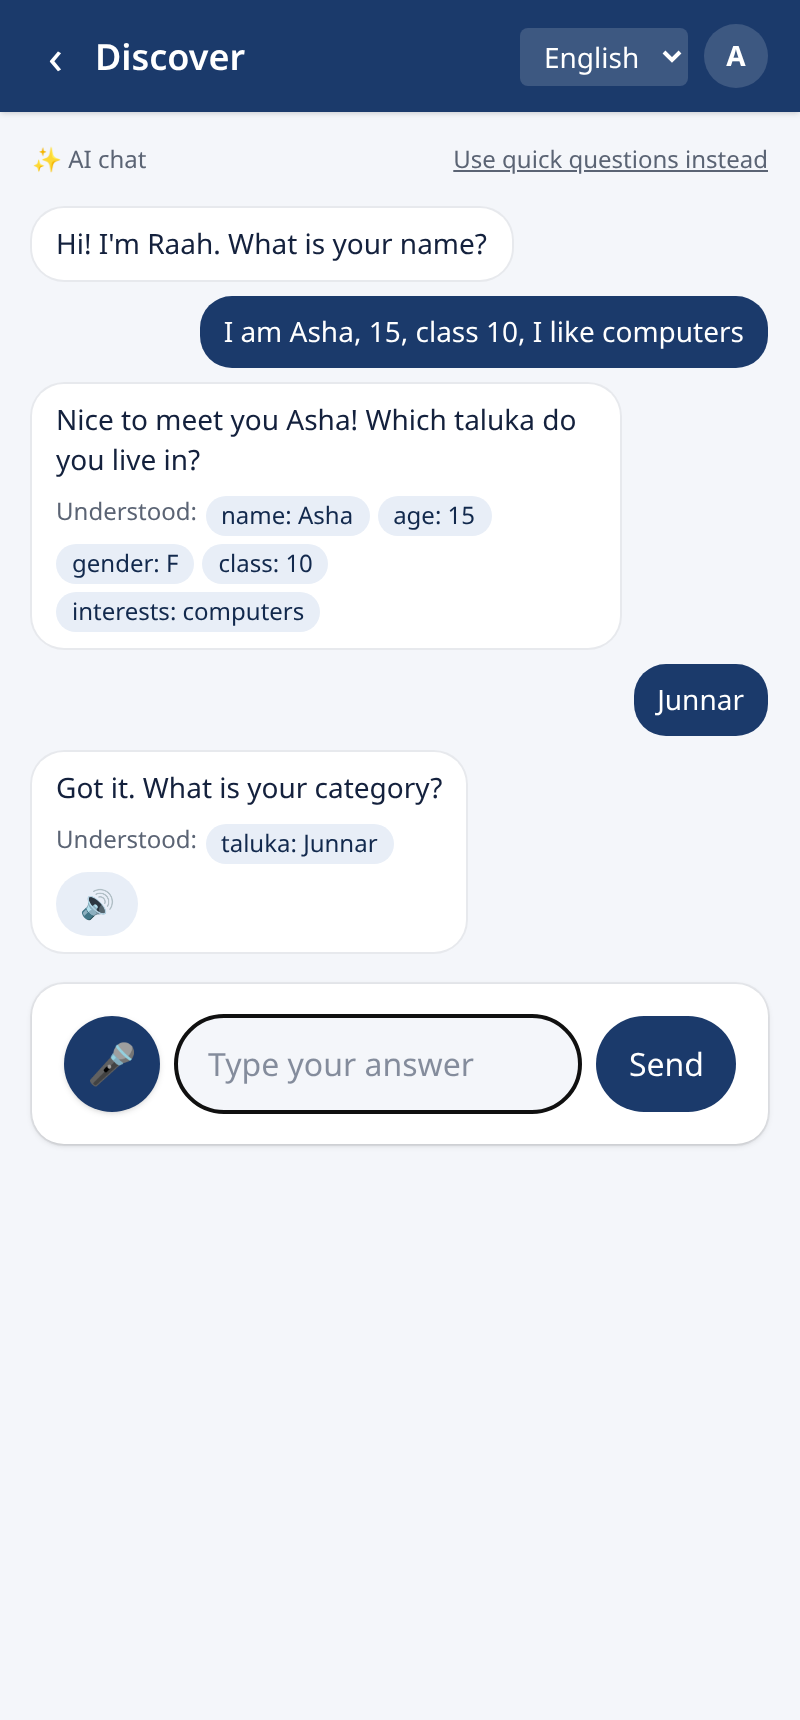 ‹ Discover English A
✨ AI chat Use quick questions instead
Hi! I'm Raah. What is your name?
I am Asha, 15, class 10, I like computers
Nice to meet you Asha! Which taluka do
you live in?
Understood: name: Asha age: 15
gender: F class: 10
interests: computers
Junnar
Got it. What is your category?
Understood: taluka: Junnar
Type your answer Send